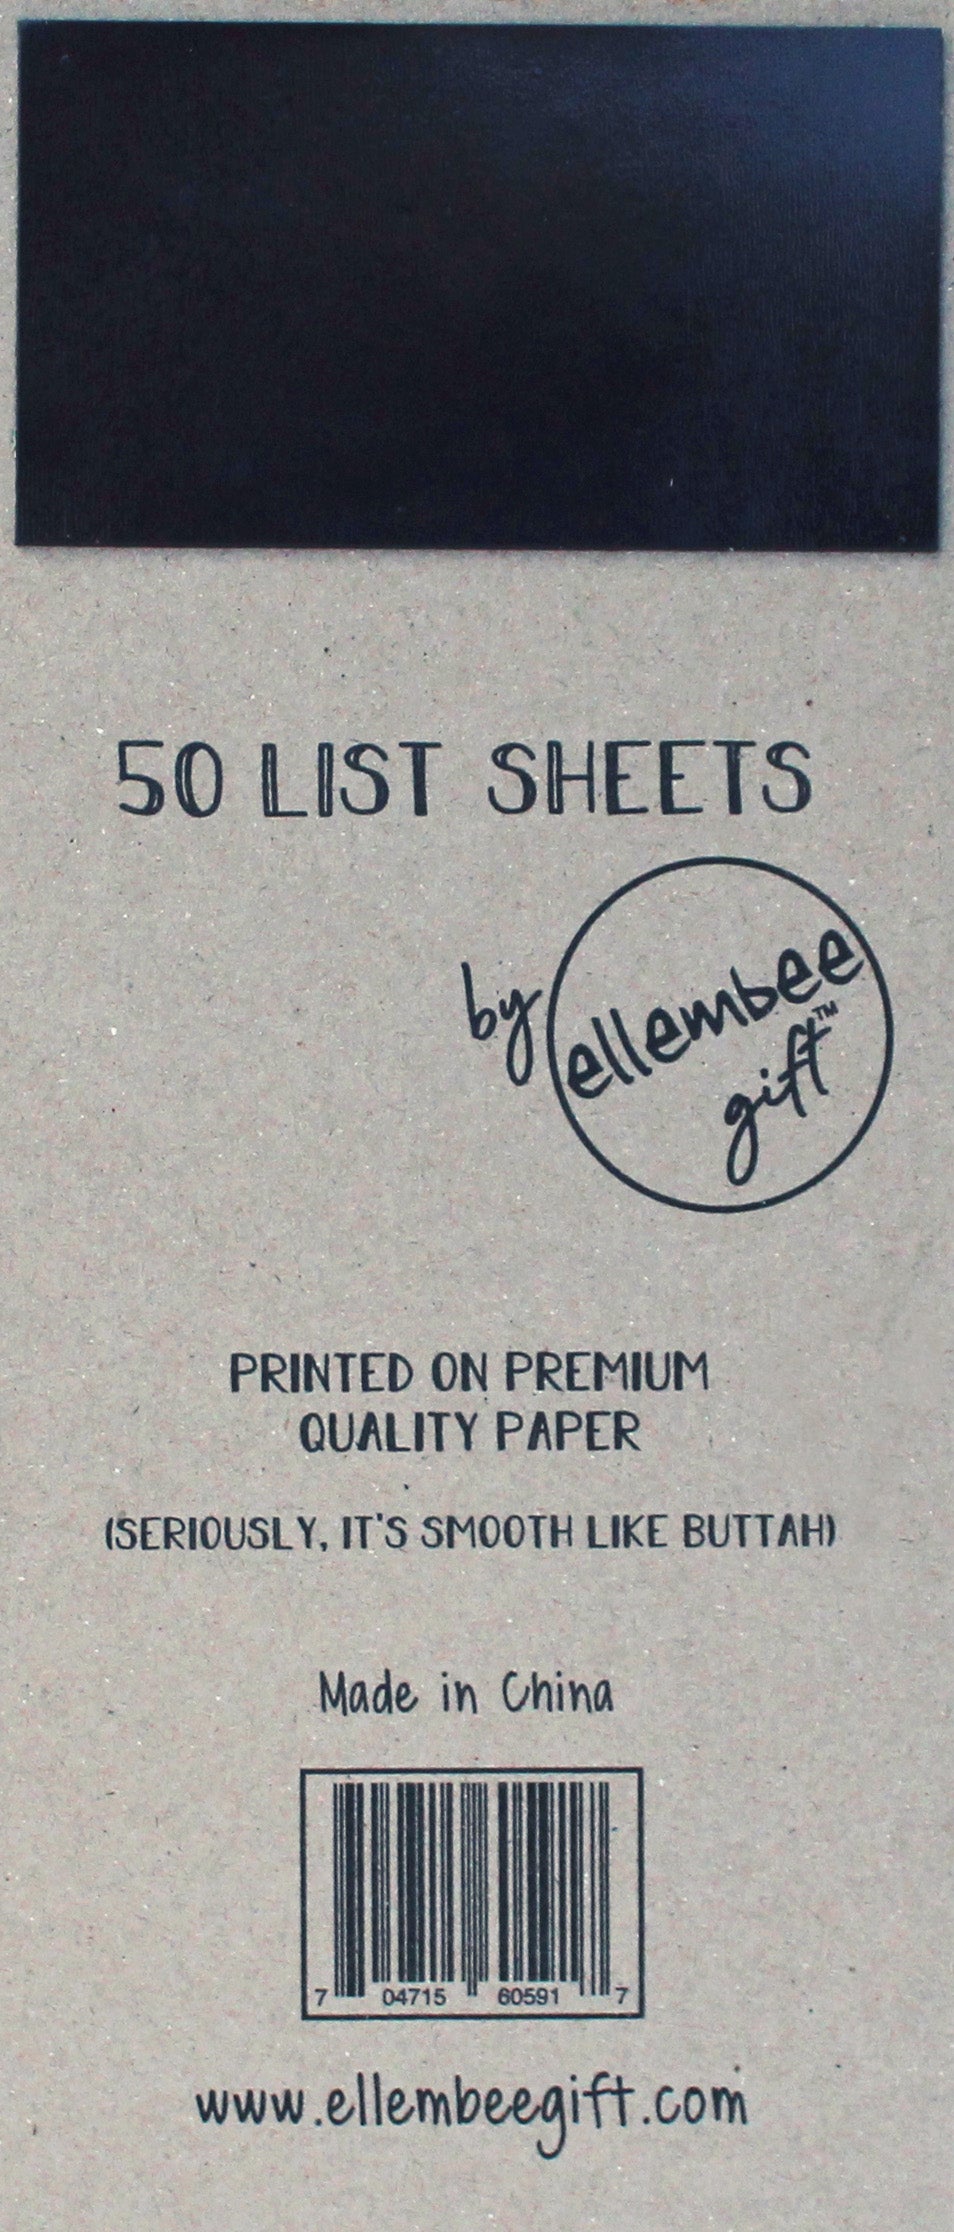 50 LIST SHEETS
by ellembee
gift™
PRINTED ON PREMIUM
QUALITY PAPER
(SERIOUSLY, IT'S SMOOTH LIKE BUTTAH)
Made in China
7 04715 60591 7
www.ellembeegift.com